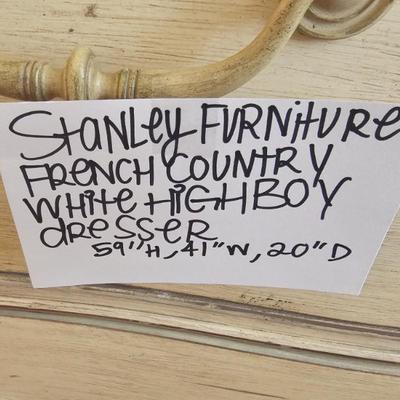 Stanley Furniture
French Country
White Highboy
dresser
59"H, 41"W, 20"D